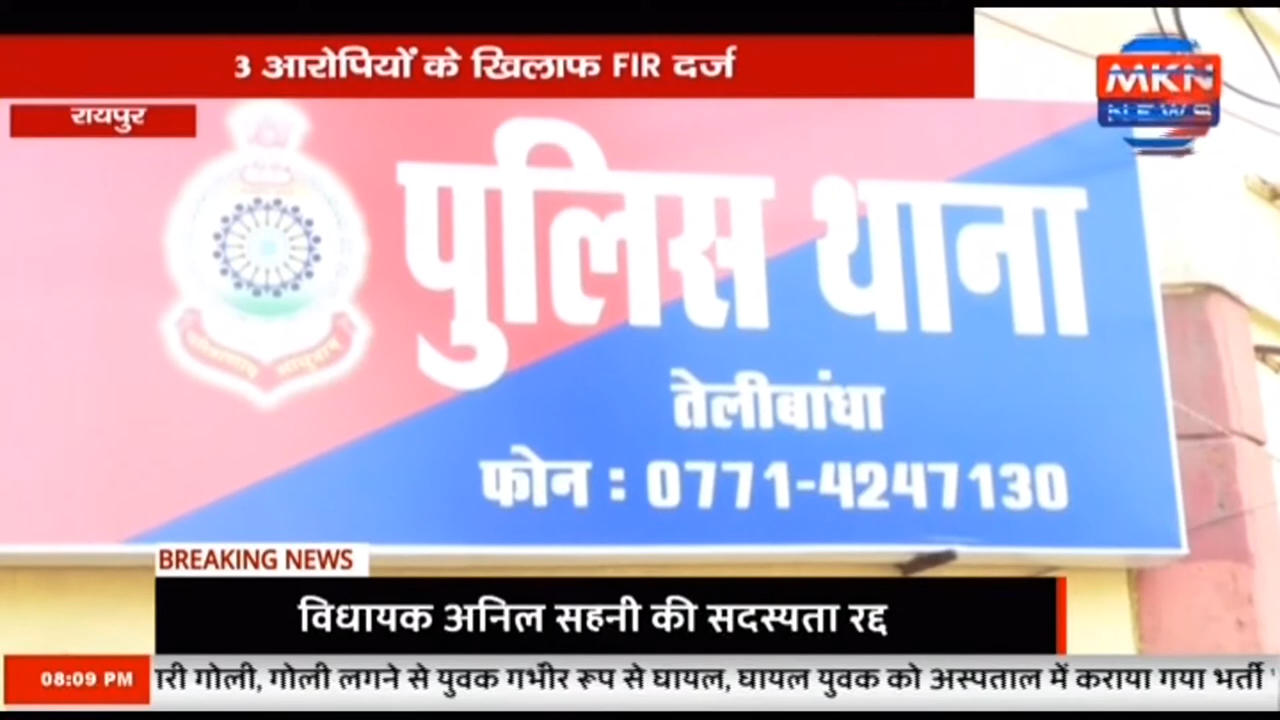 3 आरोपियों के खिलाफ FIR दर्ज
MKN
NEWS
रायपुर
पुलिस थाना
तेलीबांधा
फोन : 0771-4247130
BREAKING NEWS
विधायक अनिल सहनी की सदस्यता रद्द
08:09 PM
ारी गोली, गोली लगने से युवक गभीर रूप से घायल, घायल युवक को अस्पताल में कराया गया भर्ती